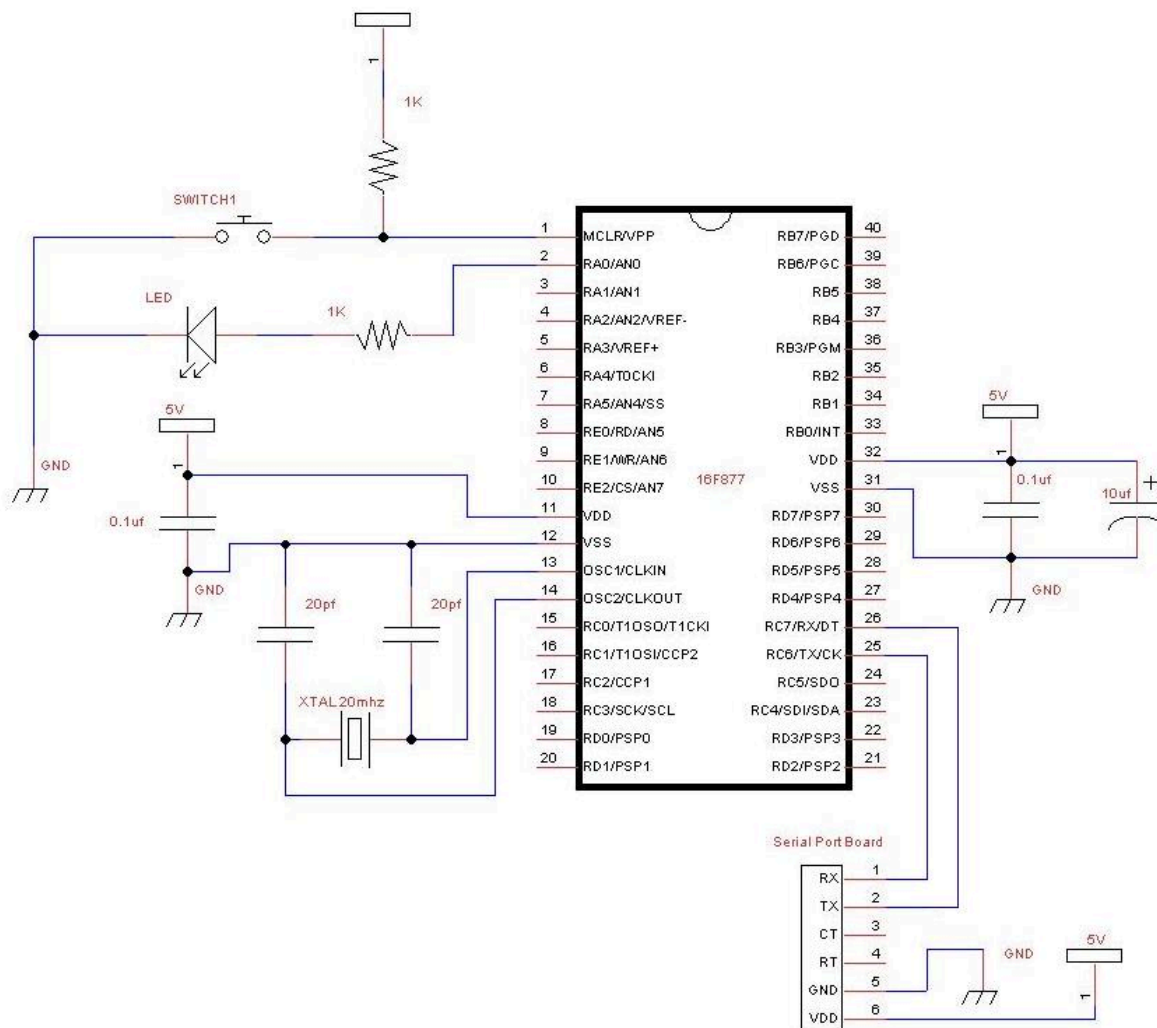 1
1K
SWITCH1
LED
1K
5V
1
GND
0.1uf
GND
20pf
20pf
XTAL20mhz
1 MCLR/VPP
2 RA0/AN0
3 RA1/AN1
4 RA2/AN2/VREF-
5 RA3/VREF+
6 RA4/T0CKI
7 RA5/AN4/SS
8 RE0/RD/AN5
9 RE1/WR/AN6
10 RE2/CS/AN7
11 VDD
12 VSS
13 OSC1/CLKIN
14 OSC2/CLKOUT
15 RC0/T1OSO/T1CKI
16 RC1/T1OSI/CCP2
17 RC2/CCP1
18 RC3/SCK/SCL
19 RD0/PSP0
20 RD1/PSP1
16F877
RB7/PGD 40
RB6/PGC 39
RB5 38
RB4 37
RB3/PGM 36
RB2 35
RB1 34
RB0/INT 33
VDD 32
VSS 31
RD7/PSP7 30
RD6/PSP6 29
RD5/PSP5 28
RD4/PSP4 27
RC7/RX/DT 26
RC6/TX/CK 25
RC5/SDO 24
RC4/SDI/SDA 23
RD3/PSP3 22
RD2/PSP2 21
5V
1
0.1uf
10uf
+
GND
Serial Port Board
RX 1
TX 2
CT 3
RT 4
GND 5
VDD 6
GND
5V
1